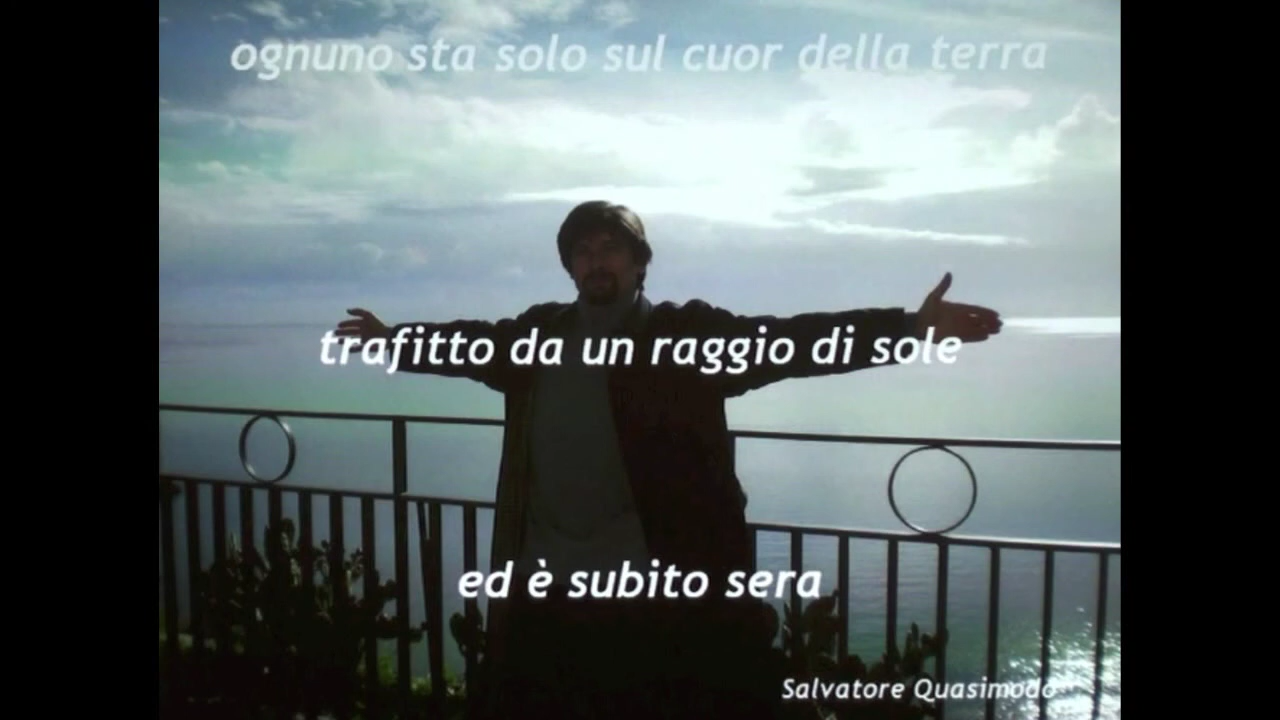 ognuno sta solo sul cuor della terra
trafitto da un raggio di sole
ed è subito sera
Salvatore Quasimodo